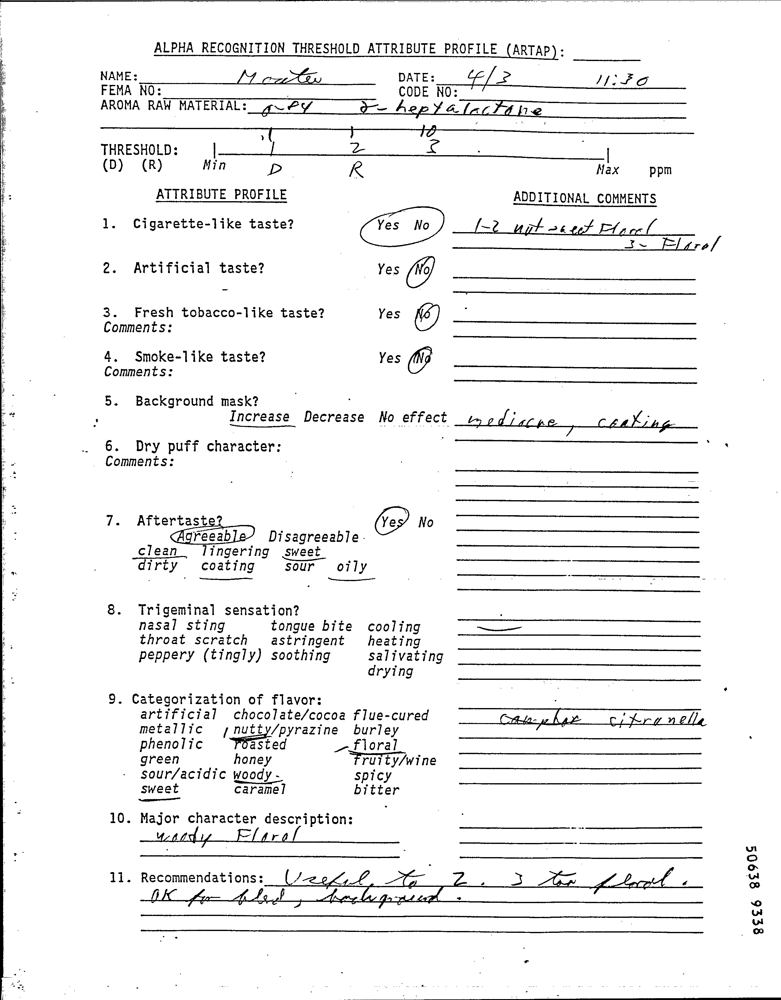 ALPHA RECOGNITION THRESHOLD ATTRIBUTE PROFILE (ARTAP):
NAME: DATE: 4/3 11:30
FEMA NO: CODE NO:
AROMA RAW MATERIAL: heptalactone
1 10
THRESHOLD: 2 3
(D) (R) Min D R Max ppm
ATTRIBUTE PROFILE ADDITIONAL COMMENTS
1. Cigarette-like taste? Yes No 1-2 not sweet Floral
3- Floral
2. Artificial taste? Yes No
3. Fresh tobacco-like taste? Yes No
Comments:
4. Smoke-like taste? Yes No
Comments:
5. Background mask?
Increase Decrease No effect mediocre, coating
6. Dry puff character:
Comments:
7. Aftertaste? Yes No
Agreeable Disagreeable
clean lingering sweet
dirty coating sour oily
8. Trigeminal sensation?
nasal sting tongue bite cooling
throat scratch astringent heating
peppery (tingly) soothing salivating
drying
9. Categorization of flavor:
artificial chocolate/cocoa flue-cured camphor citronella
metallic nutty/pyrazine burley
phenolic roasted floral
green honey fruity/wine
sour/acidic woody spicy
sweet caramel bitter
10. Major character description:
woody Floral
11. Recommendations: Useful to 2. 3 too floral.
OK for bled, background.
50638 9338